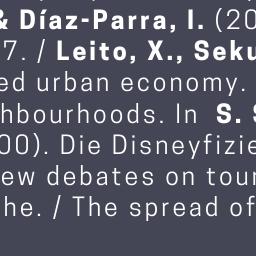 & Díaz-Parra, I. (20
7. / Leito, X., Seku
ed urban economy.
hbourhoods. In S. S
00). Die Disneyfizie
ew debates on tour
he. / The spread of